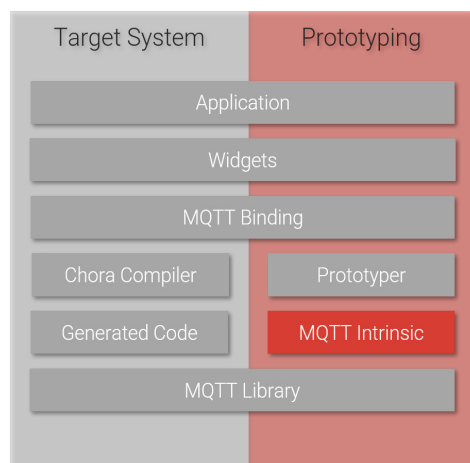 Target System Prototyping
Application
Widgets
MQTT Binding
Chora Compiler Prototyper
Generated Code MQTT Intrinsic
MQTT Library